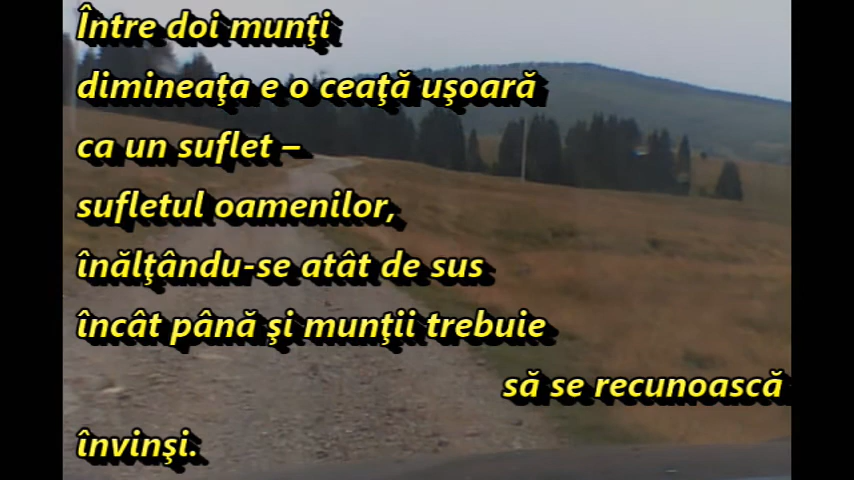 Între doi munţi
dimineaţa e o ceaţă uşoară
ca un suflet –
sufletul oamenilor,
înălţându-se atât de sus
încât până şi munţii trebuie
să se recunoască
învinşi.